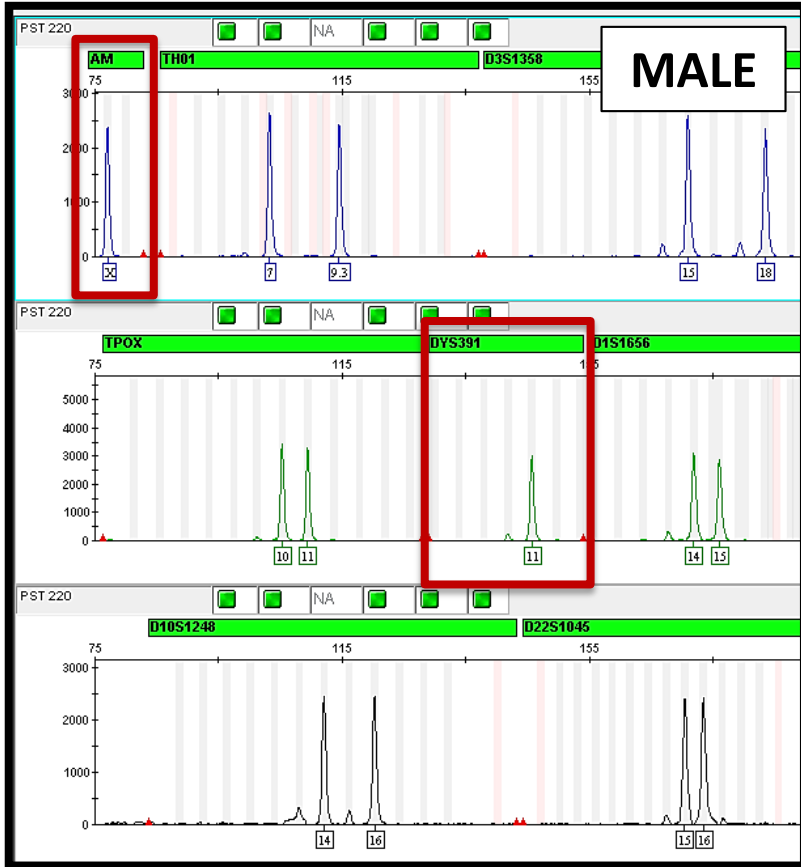 PST 220 NA
AM TH01 D3S1358 MALE
75 115 155
3000
2000
1000
0
X 7 9.3 15 18
PST 220 NA
TPOX DYS391 D1S1656
75 115 155
5000
4000
3000
2000
1000
0
10 11 11 14 15
PST 220 NA
D10S1248 D22S1045
75 115 155
3000
2000
1000
0
14 16 15 16